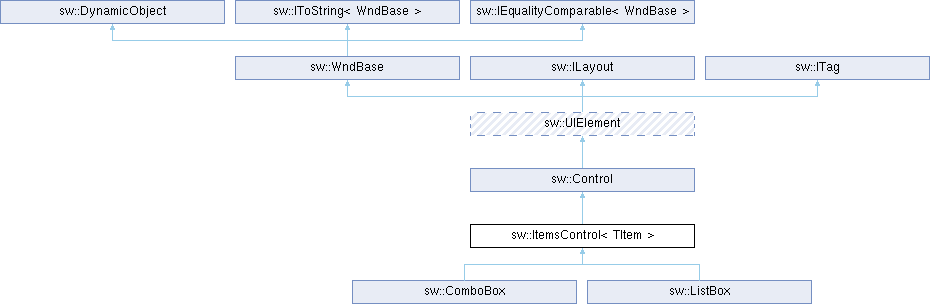 sw::DynamicObject
sw::IToString< WndBase >
sw::IEqualityComparable< WndBase >
sw::WndBase
sw::ILayout
sw::ITag
sw::UIElement
sw::Control
sw::ItemsControl< TItem >
sw::ComboBox
sw::ListBox